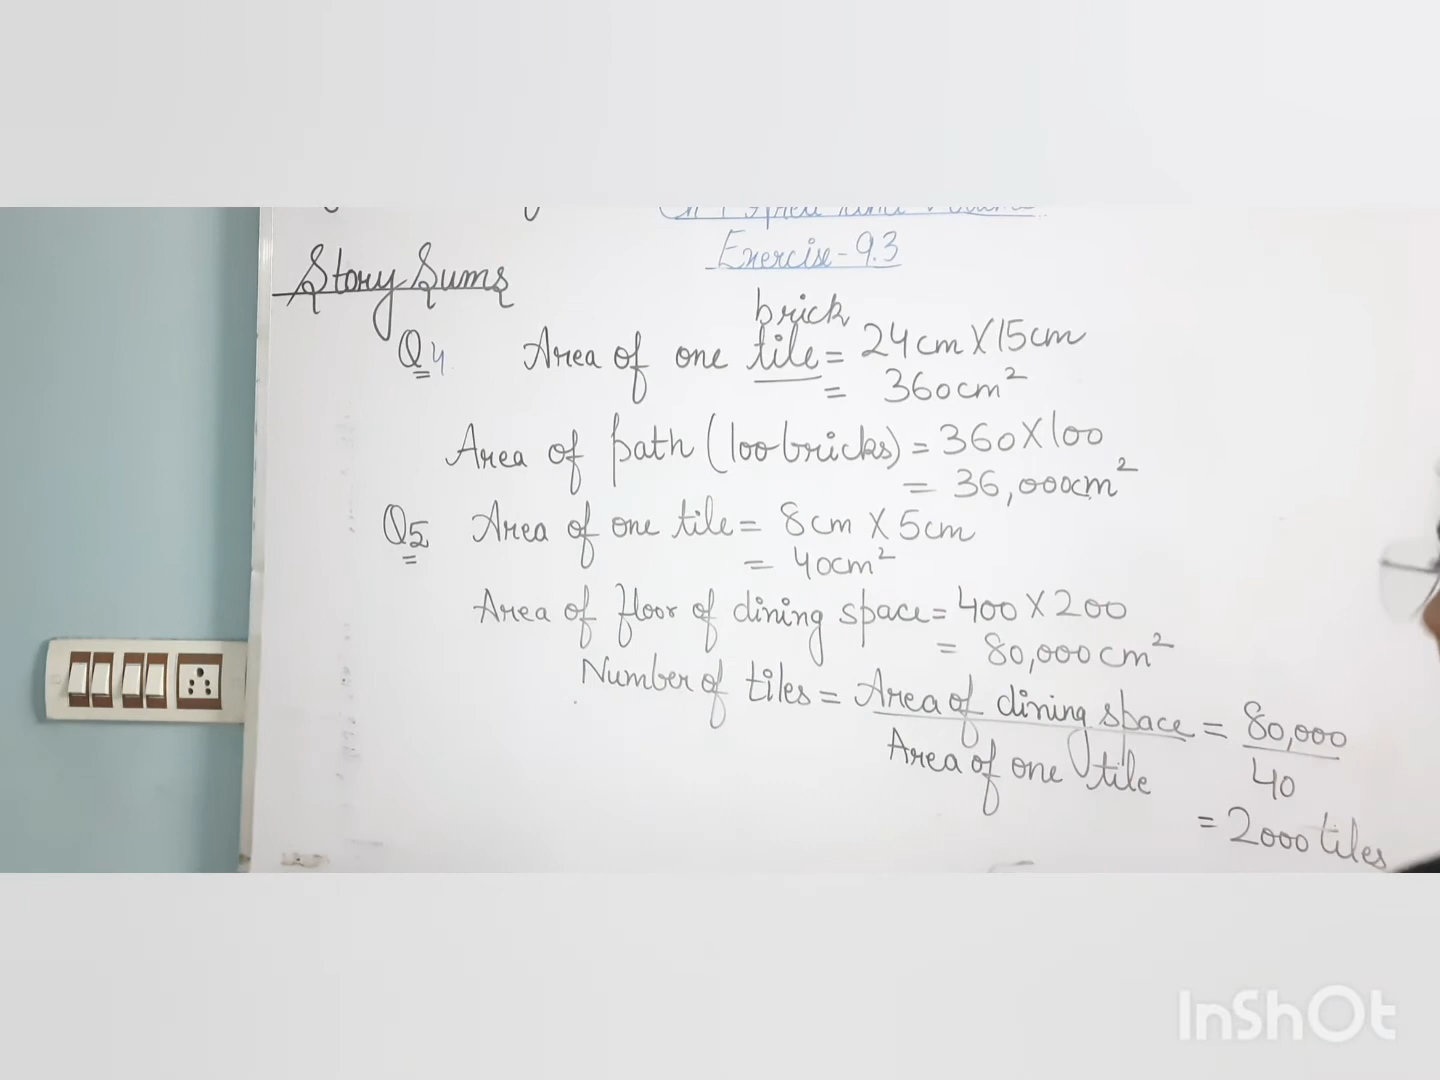 Exercise-9.3
Story Sums
brick
Q4 Area of one tile = 24cm X 15cm
= 360cm²
Area of path (100 bricks) = 360 X 100
= 36,000cm²
Q5 Area of one tile = 8cm X 5cm
= 40cm²
Area of floor of dining space = 400 X 200
= 80,000cm²
Number of tiles = Area of dining space = 80,000
Area of one tile 40
= 2000 tiles
InShOt